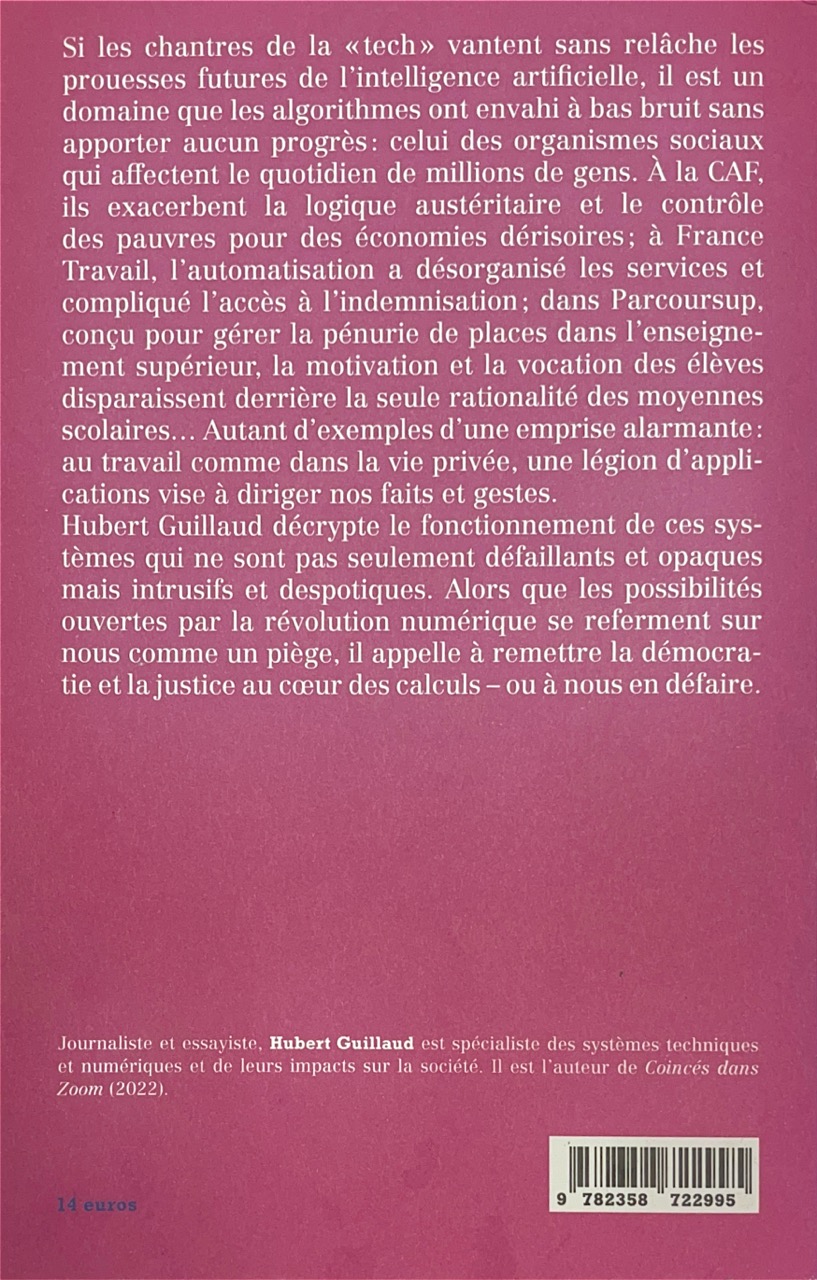 Si les chantres de la «tech» vantent sans relâche les
prouesses futures de l'intelligence artificielle, il est un
domaine que les algorithmes ont envahi à bas bruit sans
apporter aucun progrès: celui des organismes sociaux
qui affectent le quotidien de millions de gens. À la CAF,
ils exacerbent la logique austéritaire et le contrôle
des pauvres pour des économies dérisoires; à France
Travail, l'automatisation a désorganisé les services et
compliqué l'accès à l'indemnisation; dans Parcoursup,
conçu pour gérer la pénurie de places dans l'enseigne-
ment supérieur, la motivation et la vocation des élèves
disparaissent derrière la seule rationalité des moyennes
scolaires... Autant d'exemples d'une emprise alarmante:
au travail comme dans la vie privée, une légion d'appli-
cations vise à diriger nos faits et gestes.
Hubert Guillaud décrypte le fonctionnement de ces sys-
tèmes qui ne sont pas seulement défaillants et opaques
mais intrusifs et despotiques. Alors que les possibilités
ouvertes par la révolution numérique se referment sur
nous comme un piège, il appelle à remettre la démocra-
tie et la justice au cœur des calculs – ou à nous en défaire.
Journaliste et essayiste, Hubert Guillaud est spécialiste des systèmes techniques
et numériques et de leurs impacts sur la société. Il est l'auteur de Coincés dans
Zoom (2022).
14 euros
9 782358 722995